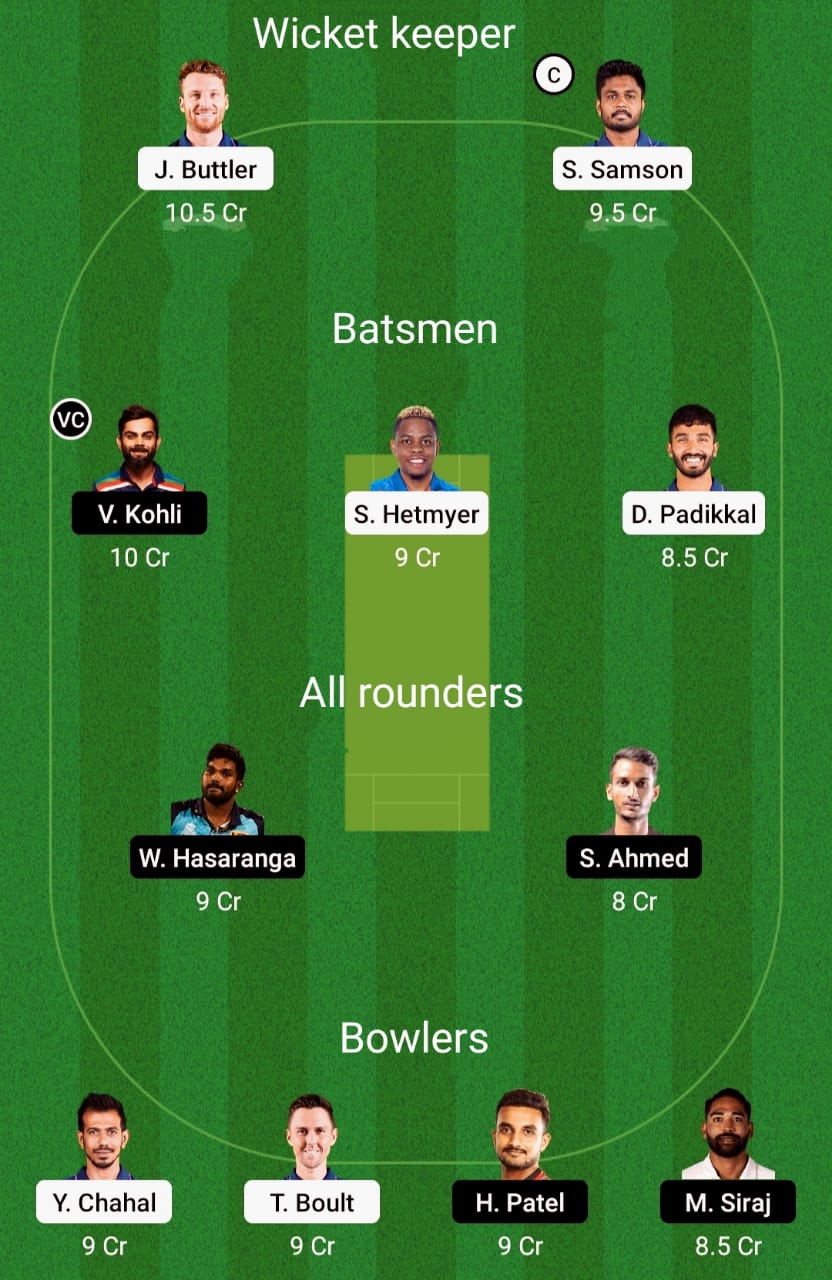 Wicket keeper
C
J. Buttler
S. Samson
10.5 Cr
9.5 Cr
Batsmen
VC
V. Kohli
S. Hetmyer
D. Padikkal
10 Cr
9 Cr
8.5 Cr
All rounders
W. Hasaranga
S. Ahmed
9 Cr
8 Cr
Bowlers
Y. Chahal
T. Boult
H. Patel
M. Siraj
9 Cr
9 Cr
9 Cr
8.5 Cr